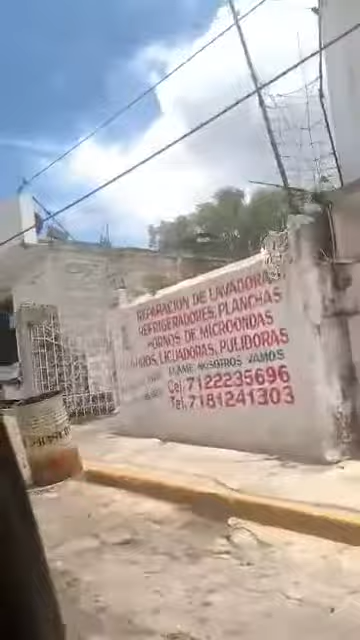 REPARACION DE LAVADORAS
REFRIGERADORES, PLANCHAS
HORNOS DE MICROONDAS
LICUADORAS, PULIDORAS
LLAME NOSOTROS VAMOS
Cel. 7122235696
Tel. 7181241303